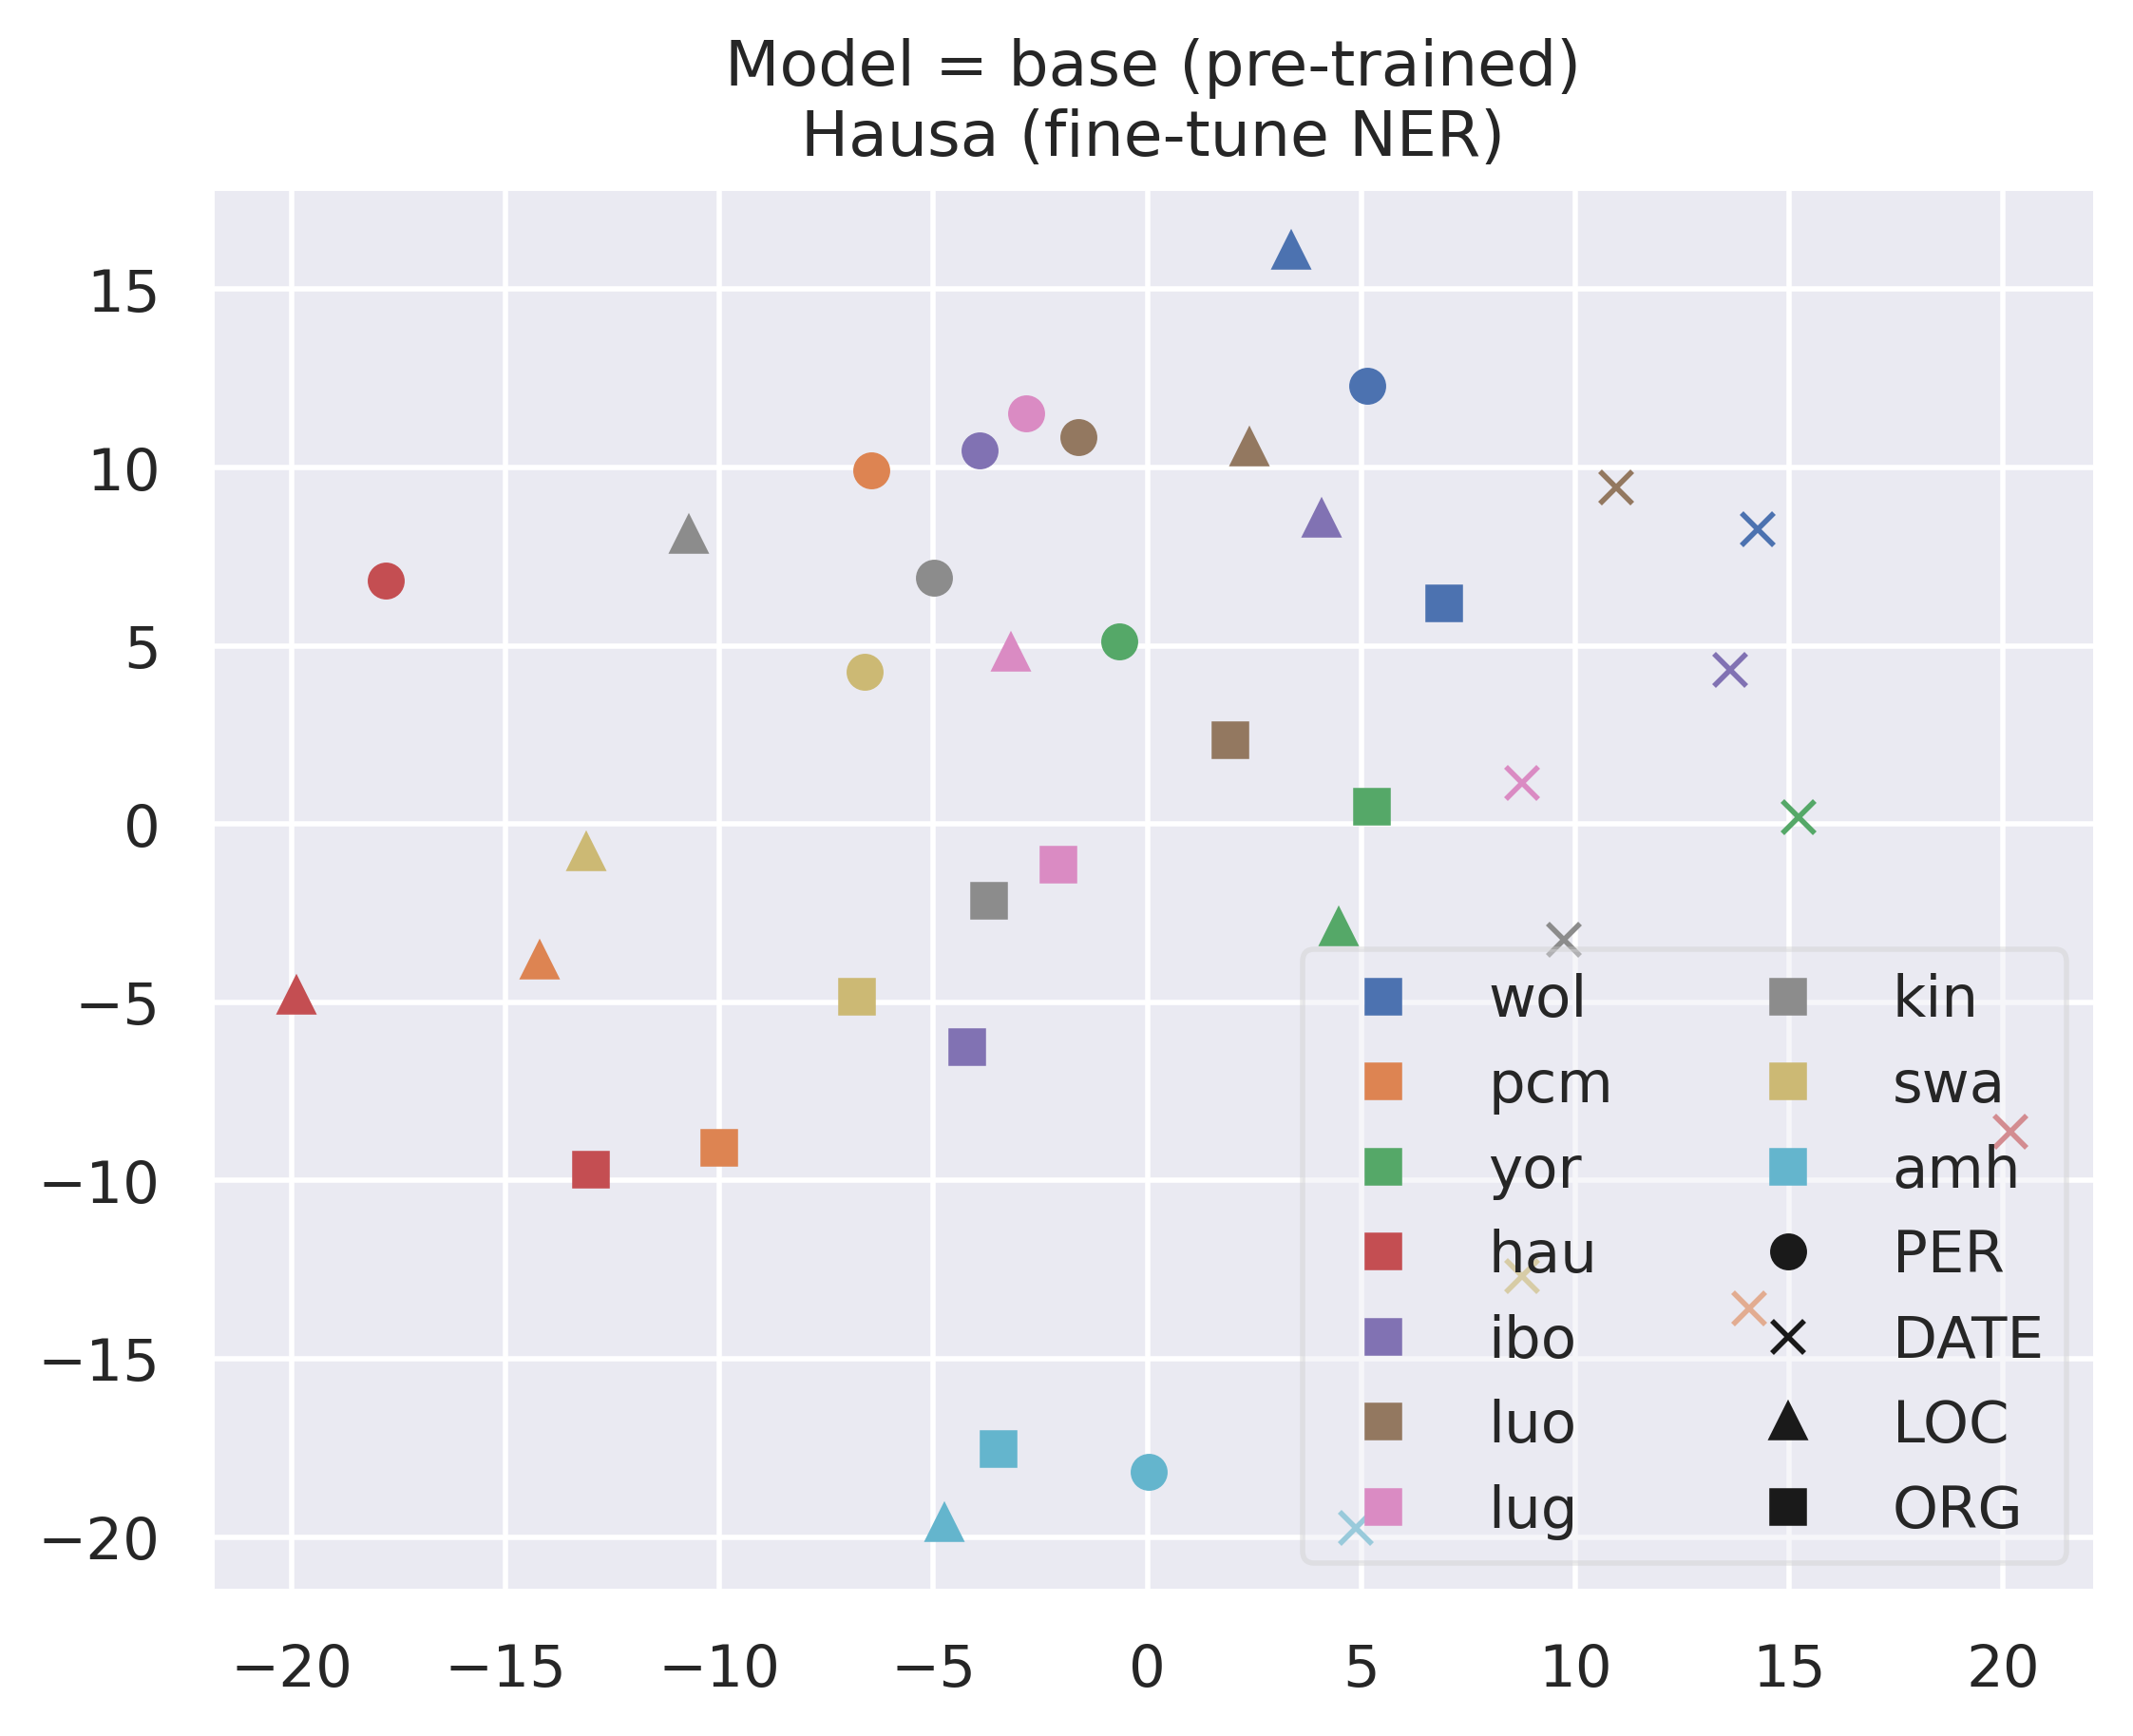 Model = base (pre-trained)
Hausa (fine-tune NER)
15
10
5
0
−5
−10
−15
−20
−20
−15
−10
−5
0
5
10
15
20
wol
pcm
yor
hau
ibo
luo
lug
kin
swa
amh
PER
DATE
LOC
ORG